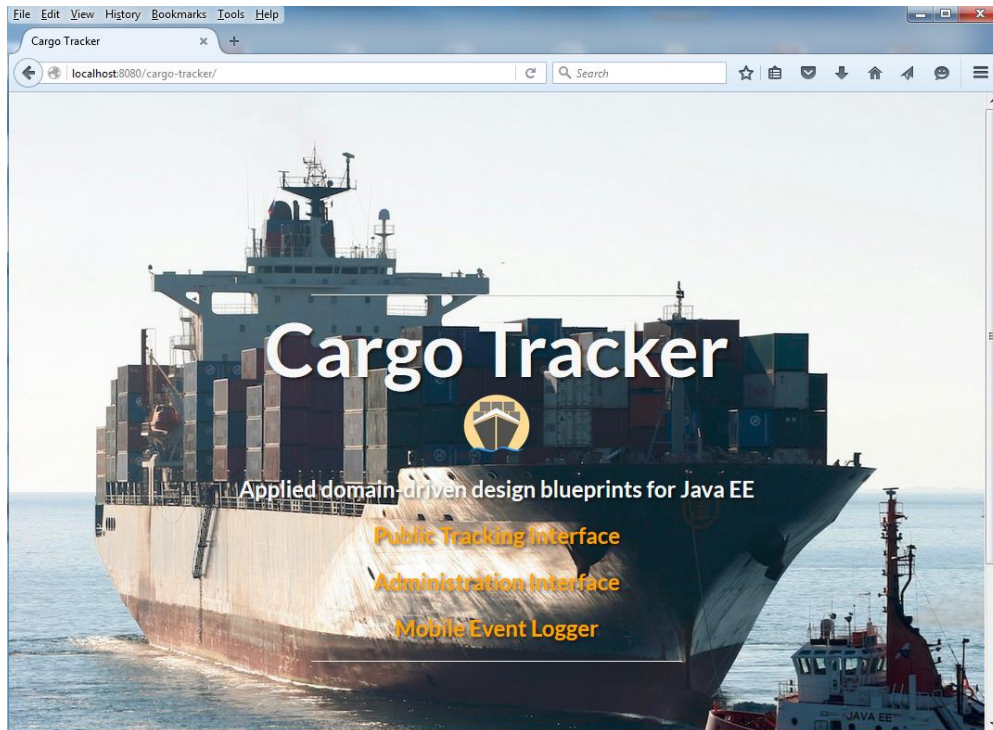 File Edit View History Bookmarks Tools Help
Cargo Tracker
localhost:8080/cargo-tracker/
Search
Cargo Tracker
Applied domain-driven design blueprints for Java EE
Public Tracking Interface
Administration Interface
Mobile Event Logger
JAVA EE